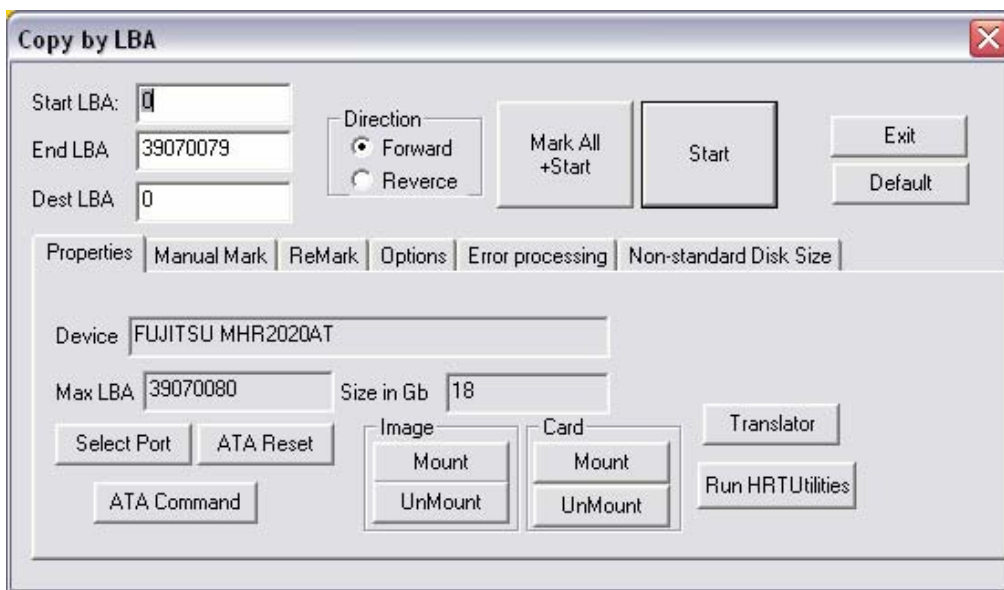 Copy by LBA
Start LBA: 0
End LBA 39070079
Dest LBA 0
Direction
Forward
Reverce
Mark All
+Start
Start
Exit
Default
Properties Manual Mark ReMark Options Error processing Non-standard Disk Size
Device FUJITSU MHR2020AT
Max LBA 39070080 Size in Gb 18
Select Port ATA Reset
ATA Command
Image
Mount
UnMount
Card
Mount
UnMount
Translator
Run HRTUtilities